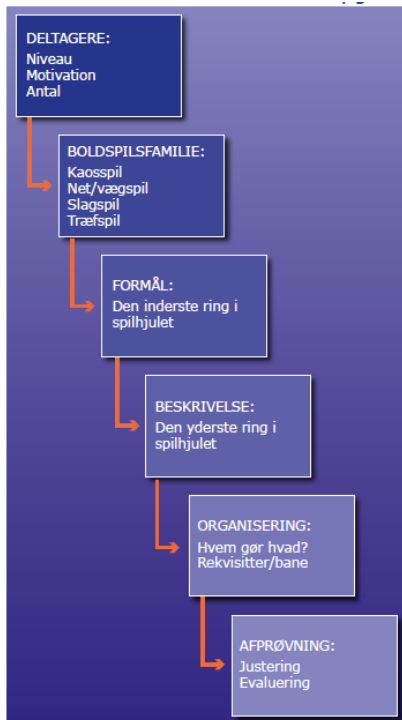 DELTAGERE:
Niveau
Motivation
Antal
BOLDSPILSFAMILIE:
Kaosspil
Net/vægspil
Slagspil
Træfspil
FORMÅL:
Den inderste ring i
spilhjulet
BESKRIVELSE:
Den yderste ring i
spilhjulet
ORGANISERING:
Hvem gør hvad?
Rekvisitter/bane
AFPRØVNING:
Justering
Evaluering